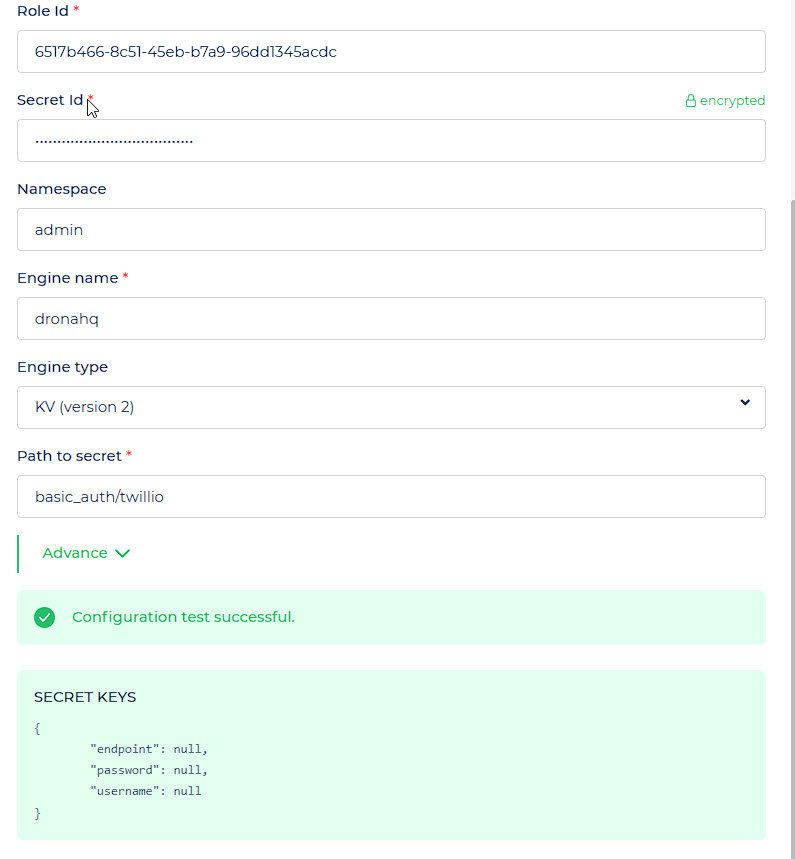 Role Id *
6517b466-8c51-45eb-b7a9-96dd1345acdc
Secret Id *
encrypted
····································
Namespace
admin
Engine name *
dronahq
Engine type
KV (version 2)
Path to secret *
basic_auth/twillio
Advance
Configuration test successful.
SECRET KEYS
{
"endpoint": null,
"password": null,
"username": null
}